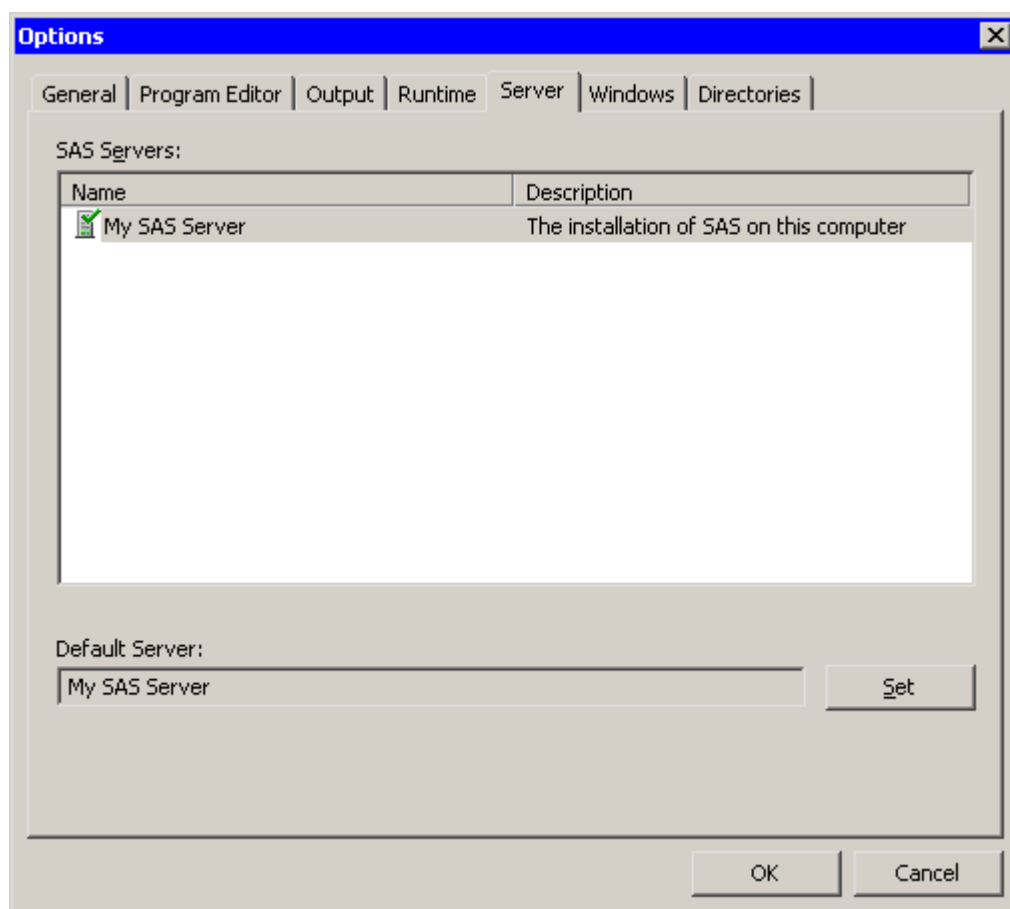 Options
General Program Editor Output Runtime Server Windows Directories
SAS Servers:
Name Description
My SAS Server The installation of SAS on this computer
Default Server:
My SAS Server Set
OK Cancel